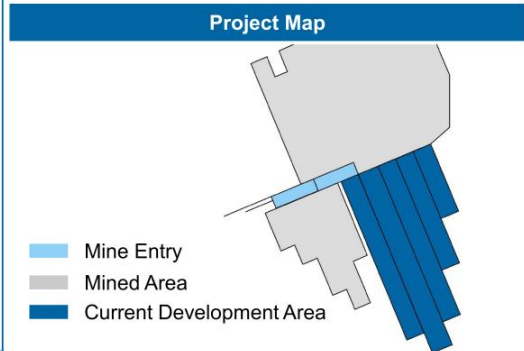 Project Map
Mine Entry
Mined Area
Current Development Area